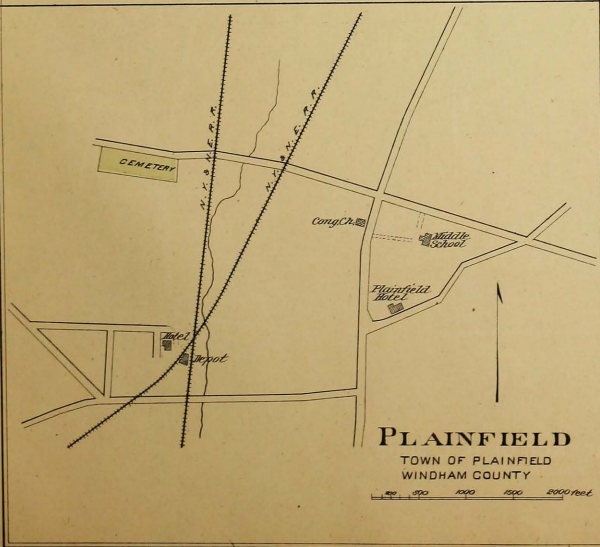 N.Y. & N.E.R.R.
N.Y. & N.E. R.R.
CEMETERY
Cong. Ch.
Middle
School
Plainfield
Hotel
Hotel
Depot
PLAINFIELD
TOWN OF PLAINFIELD
WINDHAM COUNTY
500 1000 1500 2000 feet